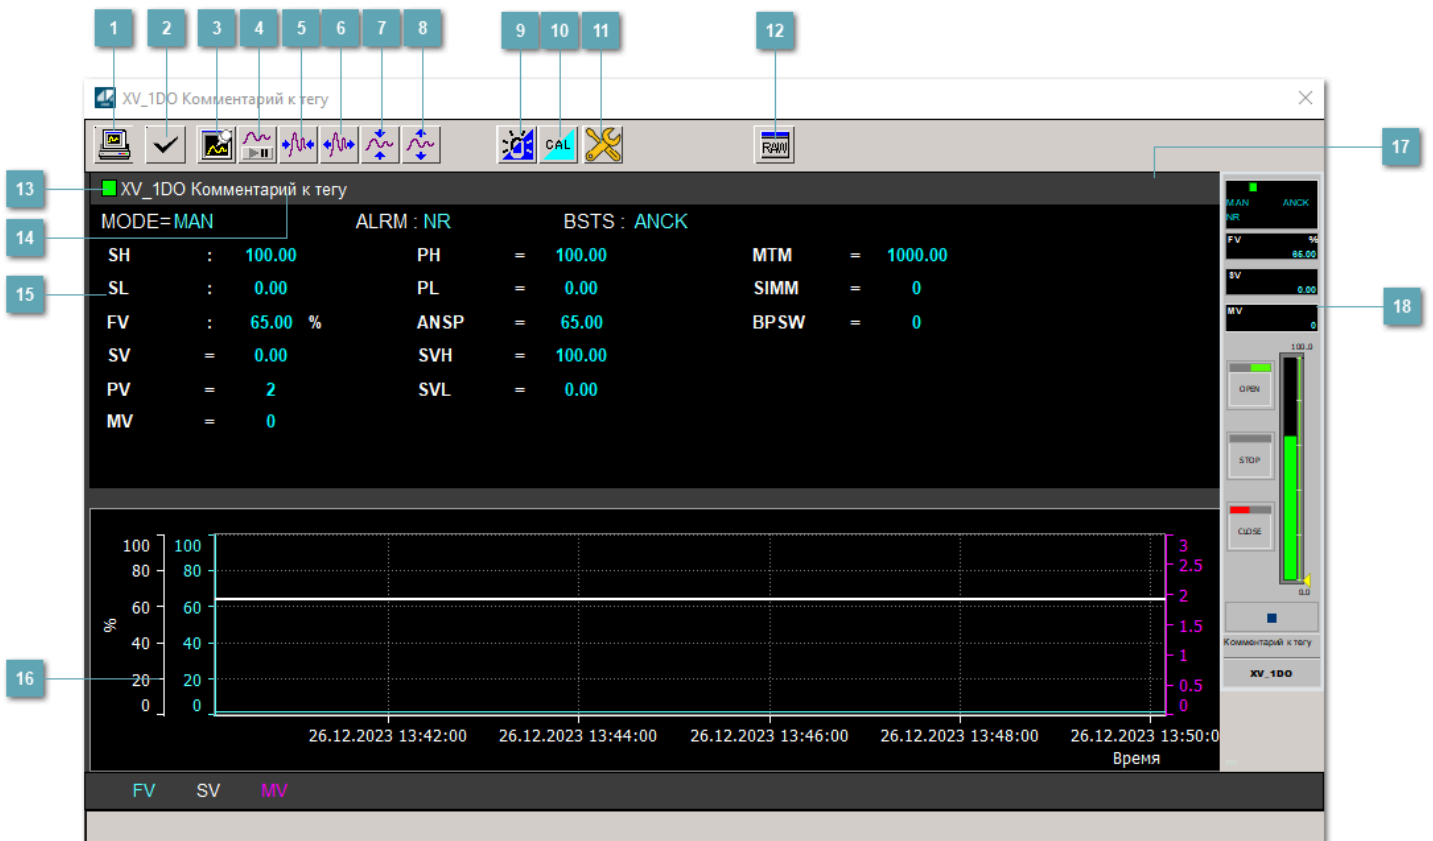 1 2 3 4 5 6 7 8 9 10 11 12
XV_1DO Комментарий к тегу
CAL RAW
17
13
XV_1DO Комментарий к тегу
MODE=MAN ALRM : NR BSTS : ANCK
14
SH : 100.00 PH = 100.00 MTM = 1000.00
SL : 0.00 PL = 0.00 SIMM = 0
15
FV : 65.00 % ANSP = 65.00 BPSW = 0
SV = 0.00 SVH = 100.00
PV = 2 SVL = 0.00
MV = 0
MAN ANCK
NR
FV %
65.00
SV
0.00
MV
0
18
100.0
OPEN
STOP
CLOSE
0.0
Комментарий к тегу
XV_1DO
100 100 3
80 80 2.5
60 60 2
%
40 40 1.5
1
16
20 20 0.5
0 0 0
26.12.2023 13:42:00 26.12.2023 13:44:00 26.12.2023 13:46:00 26.12.2023 13:48:00 26.12.2023 13:50:0
Время
FV SV MV